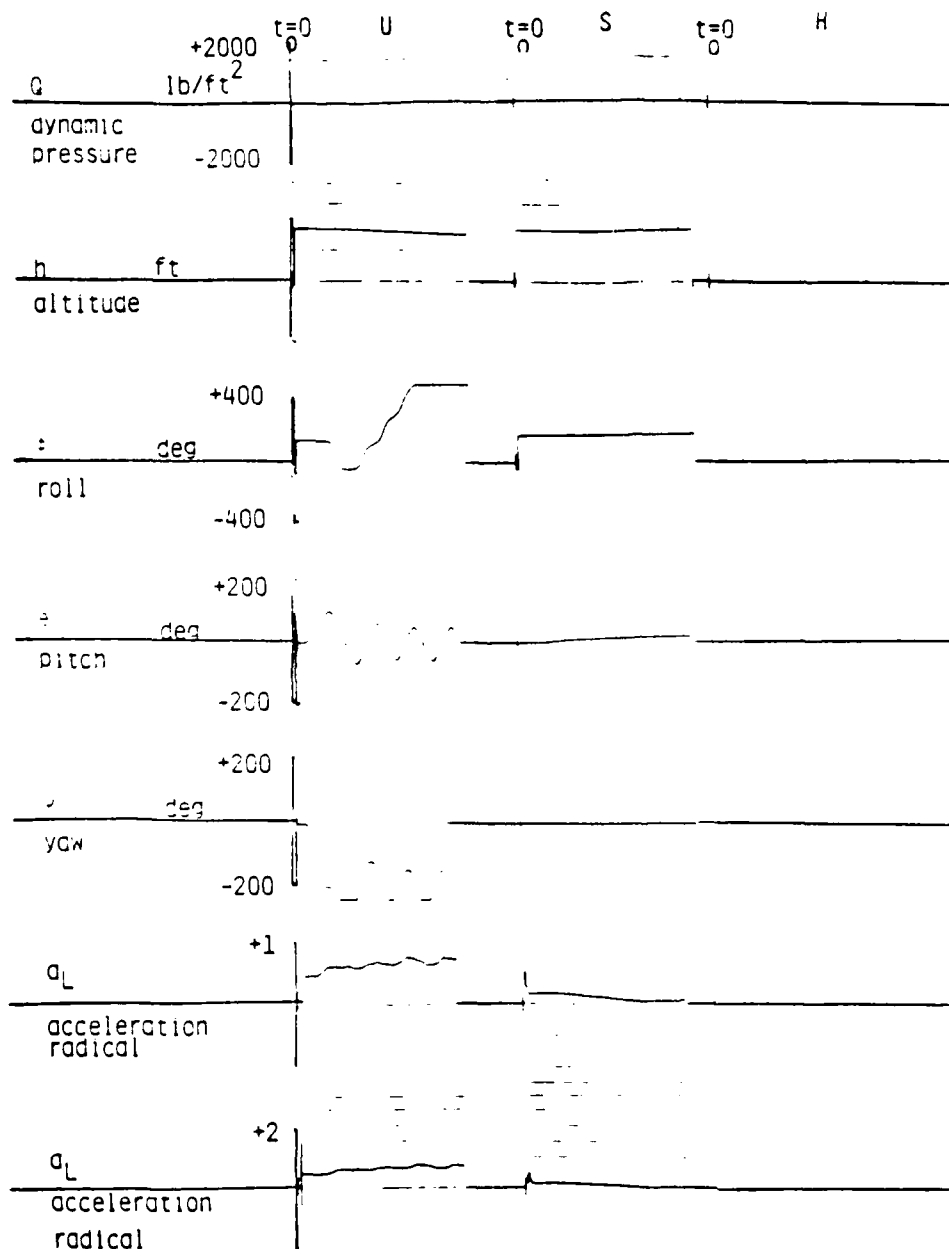 t=0 U t=0 S t=0 H
+2000
Q lb/ft²
dynamic
pressure -2000
h ft
altitude
+400
deg
roll
-400
+200
deg
pitch
-200
+200
deg
yaw
-200
+1
aL
acceleration
radical
+2
aL
acceleration
radical